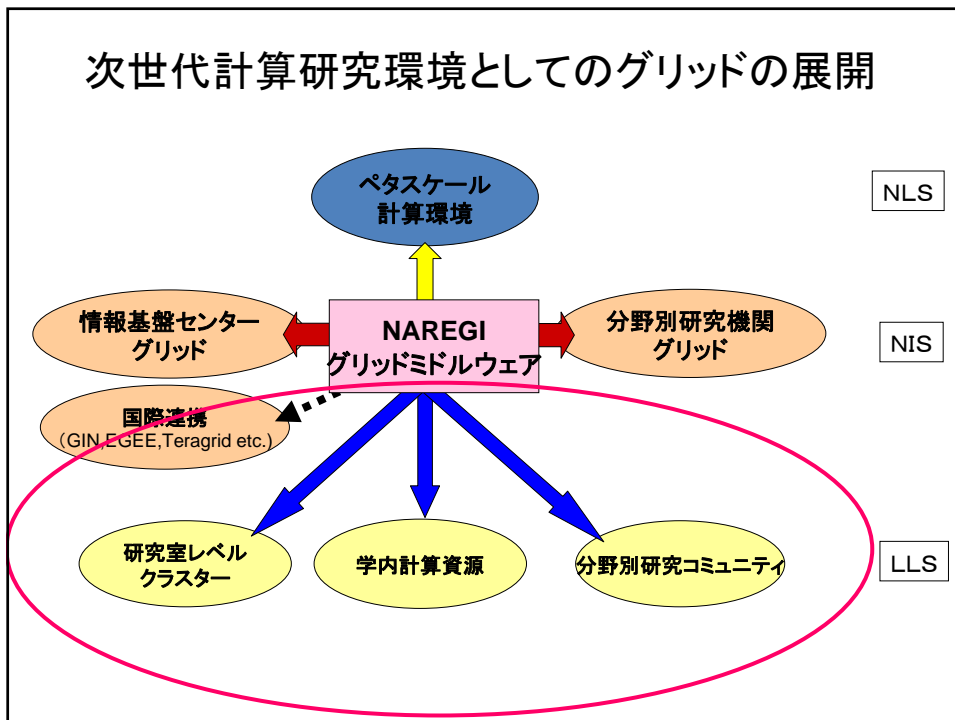 次世代計算研究環境としてのグリッドの展開
ペタスケール
計算環境
NLS
情報基盤センター
グリッド
NAREGI
グリッドミドルウェア
分野別研究機関
グリッド
NIS
国際連携
（GIN,EGEE,Teragrid etc.)
研究室レベル
クラスター
学内計算資源
分野別研究コミュニティ
LLS